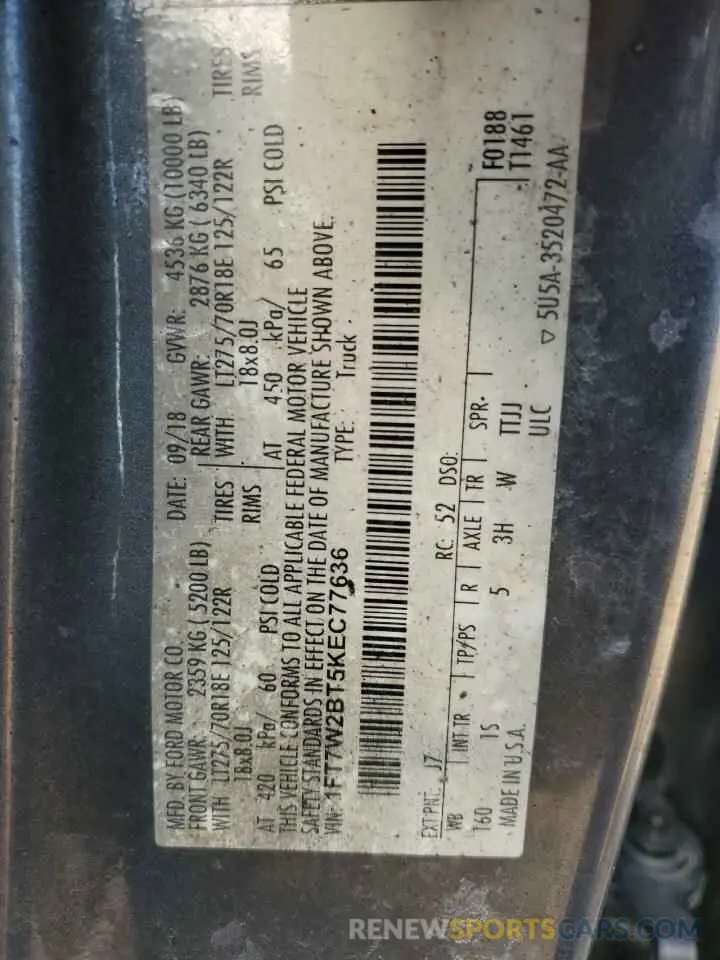 MFD. BY FORD MOTOR CO.
DATE: 09/18 GVWR: 4536 KG (10000 LB)
FRONT GAWR: 2359 KG ( 5200 LB)
REAR GAWR: 2876 KG ( 6340 LB)
WITH LT275/70R18E 125/122R TIRES
WITH LT275/70R18E 125/122R TIRES
18x8.0J RIMS
18x8.0J RIMS
AT 420 kPa/ 60 PSI COLD
AT 450 kPa/ 65 PSI COLD
THIS VEHICLE CONFORMS TO ALL APPLICABLE FEDERAL MOTOR VEHICLE
SAFETY STANDARDS IN EFFECT ON THE DATE OF MANUFACTURE SHOWN ABOVE.
VIN: 1FT7W2BT5KEC77636 TYPE: Truck
EXT PNT: J7 RC: 52 DSO:
F0188
WB INT TR TP/PS R AXLE TR SPR
T1461
160 1S 5 3H W TTJJ
MADE IN U.S.A. ULC
▽ 5U5A-3520472-AA
RENEWSPORTSCARS.COM